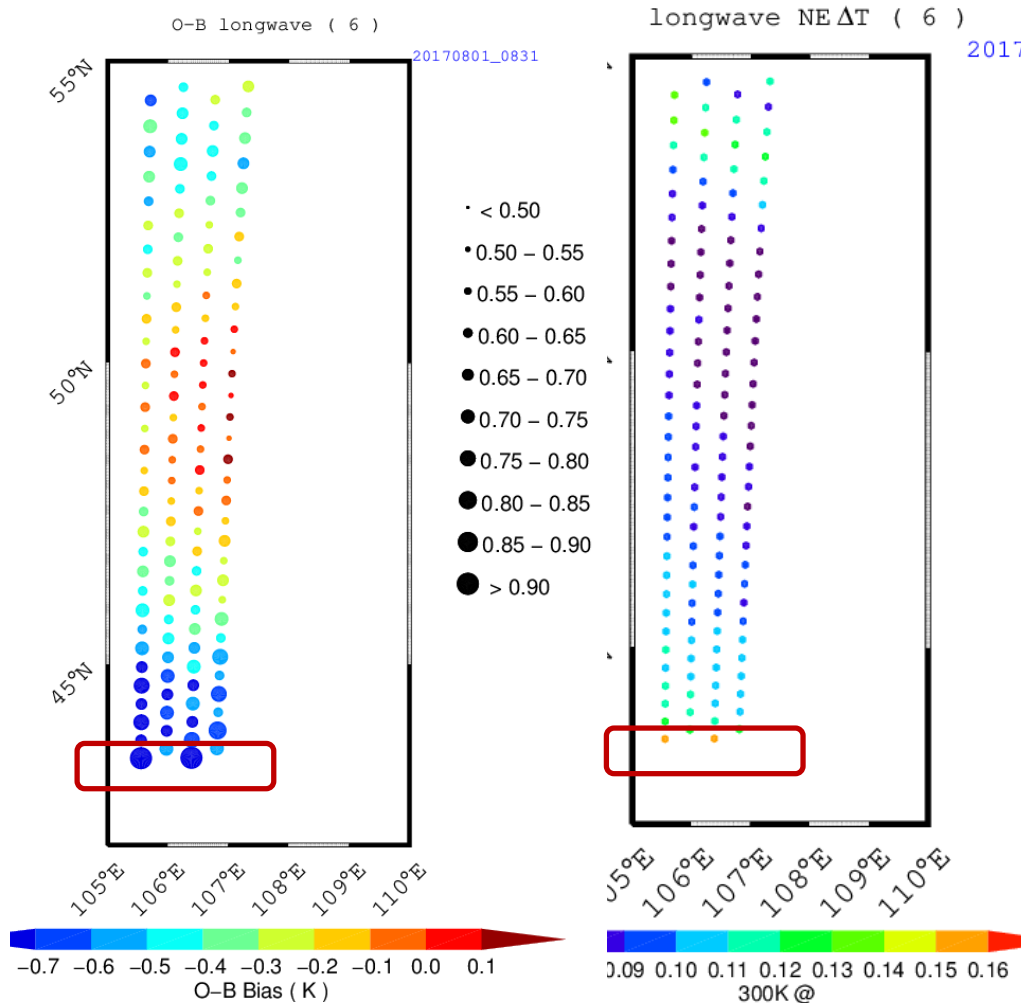 O−B longwave ( 6 )
20170801_0831
55°N
50°N
45°N
105°E
106°E
107°E
108°E
109°E
110°E
−0.7 −0.6 −0.5 −0.4 −0.3 −0.2 −0.1 0.0 0.1
O−B Bias ( K )
< 0.50
0.50 − 0.55
0.55 − 0.60
0.60 − 0.65
0.65 − 0.70
0.70 − 0.75
0.75 − 0.80
0.80 − 0.85
0.85 − 0.90
> 0.90
longwave NEΔT ( 6 )
2017
05°E
106°E
107°E
108°E
109°E
110°E
0.09 0.10 0.11 0.12 0.13 0.14 0.15 0.16
300K @